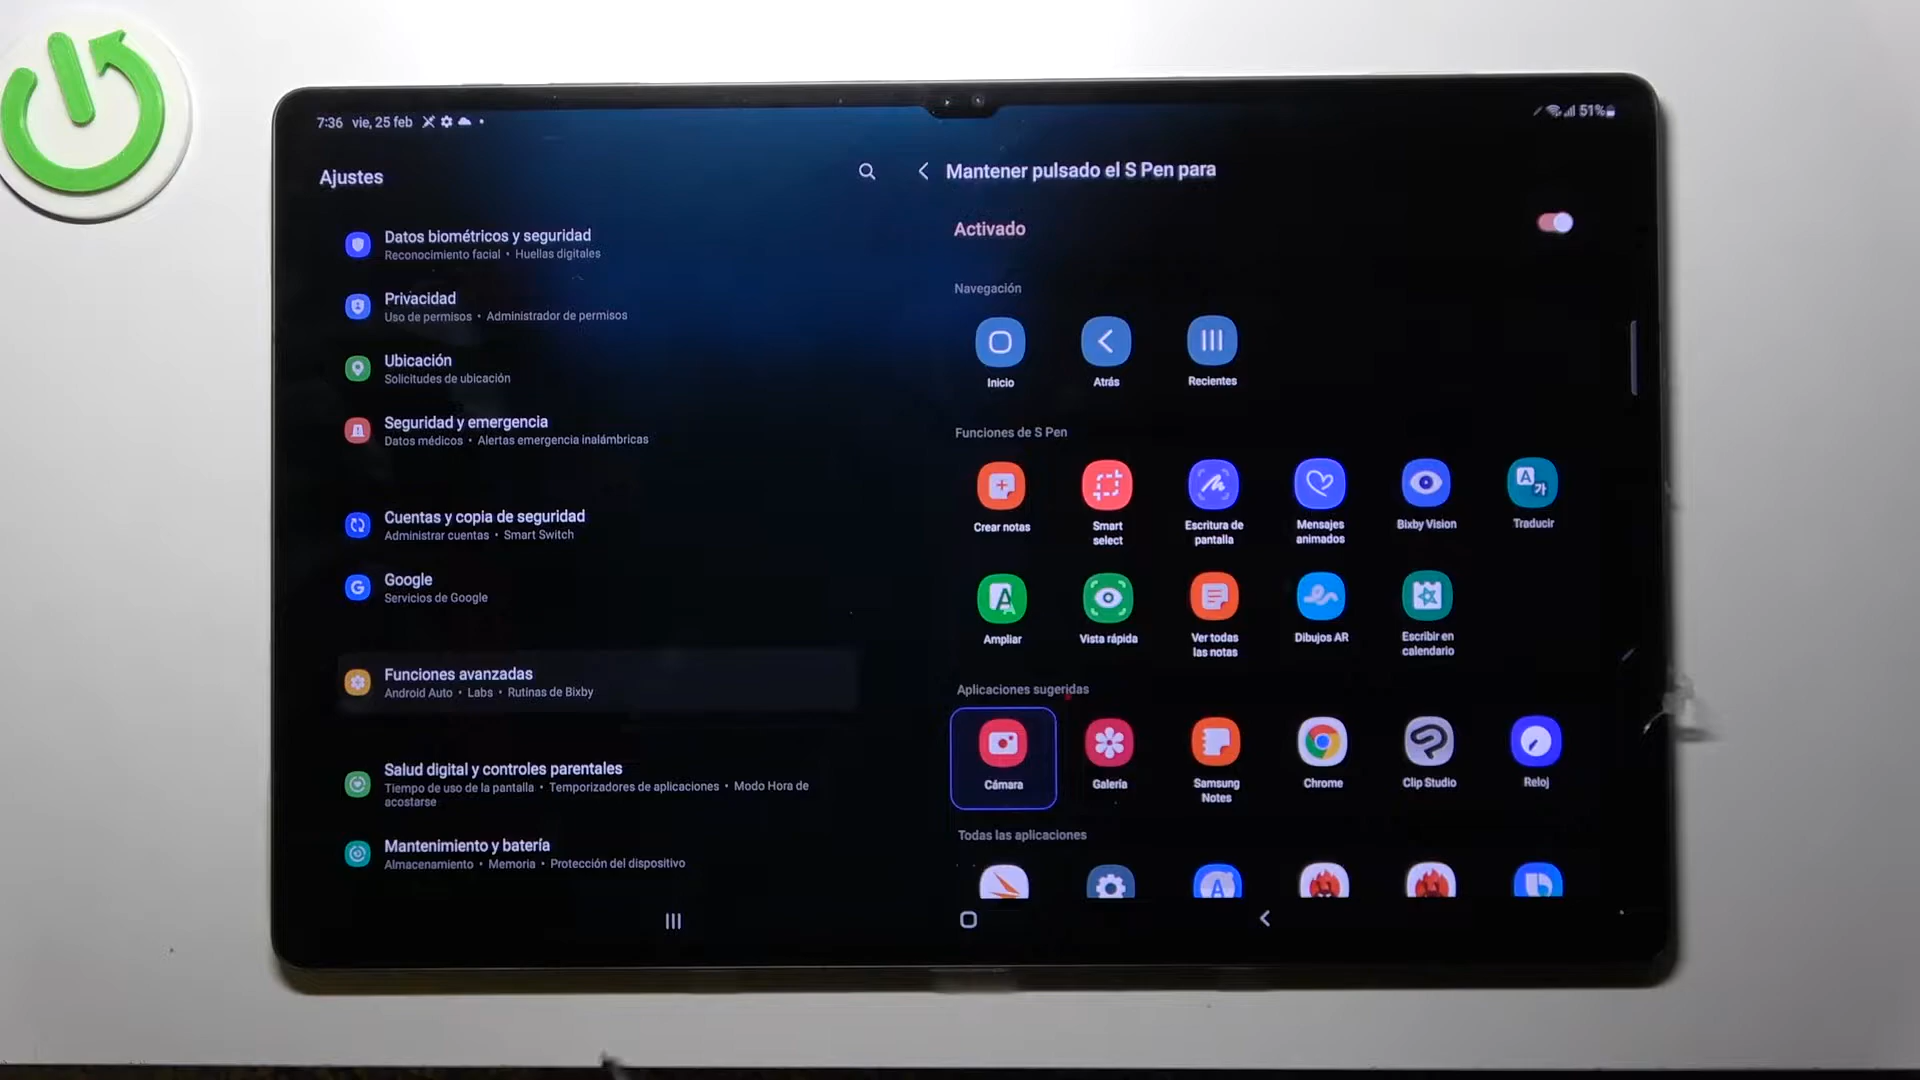 7:36 vie, 25 feb
51%
Ajustes
Datos biométricos y seguridad
Reconocimiento facial • Huellas digitales
Privacidad
Uso de permisos • Administrador de permisos
Ubicación
Solicitudes de ubicación
Seguridad y emergencia
Datos médicos • Alertas emergencia inalámbricas
Cuentas y copia de seguridad
Administrar cuentas • Smart Switch
Google
Servicios de Google
Funciones avanzadas
Android Auto • Labs • Rutinas de Bixby
Salud digital y controles parentales
Tiempo de uso de la pantalla • Temporizadores de aplicaciones • Modo Hora de
acostarse
Mantenimiento y batería
Almacenamiento • Memoria • Protección del dispositivo
Mantener pulsado el S Pen para
Activado
Navegación
Inicio
Atrás
Recientes
Funciones de S Pen
Crear notas
Smart
select
Escritura de
pantalla
Mensajes
animados
Bixby Vision
Traducir
Ampliar
Vista rápida
Ver todas
las notas
Dibujos AR
Escribir en
calendario
Aplicaciones sugeridas
Cámara
Galería
Samsung
Notes
Chrome
Clip Studio
Reloj
Todas las aplicaciones